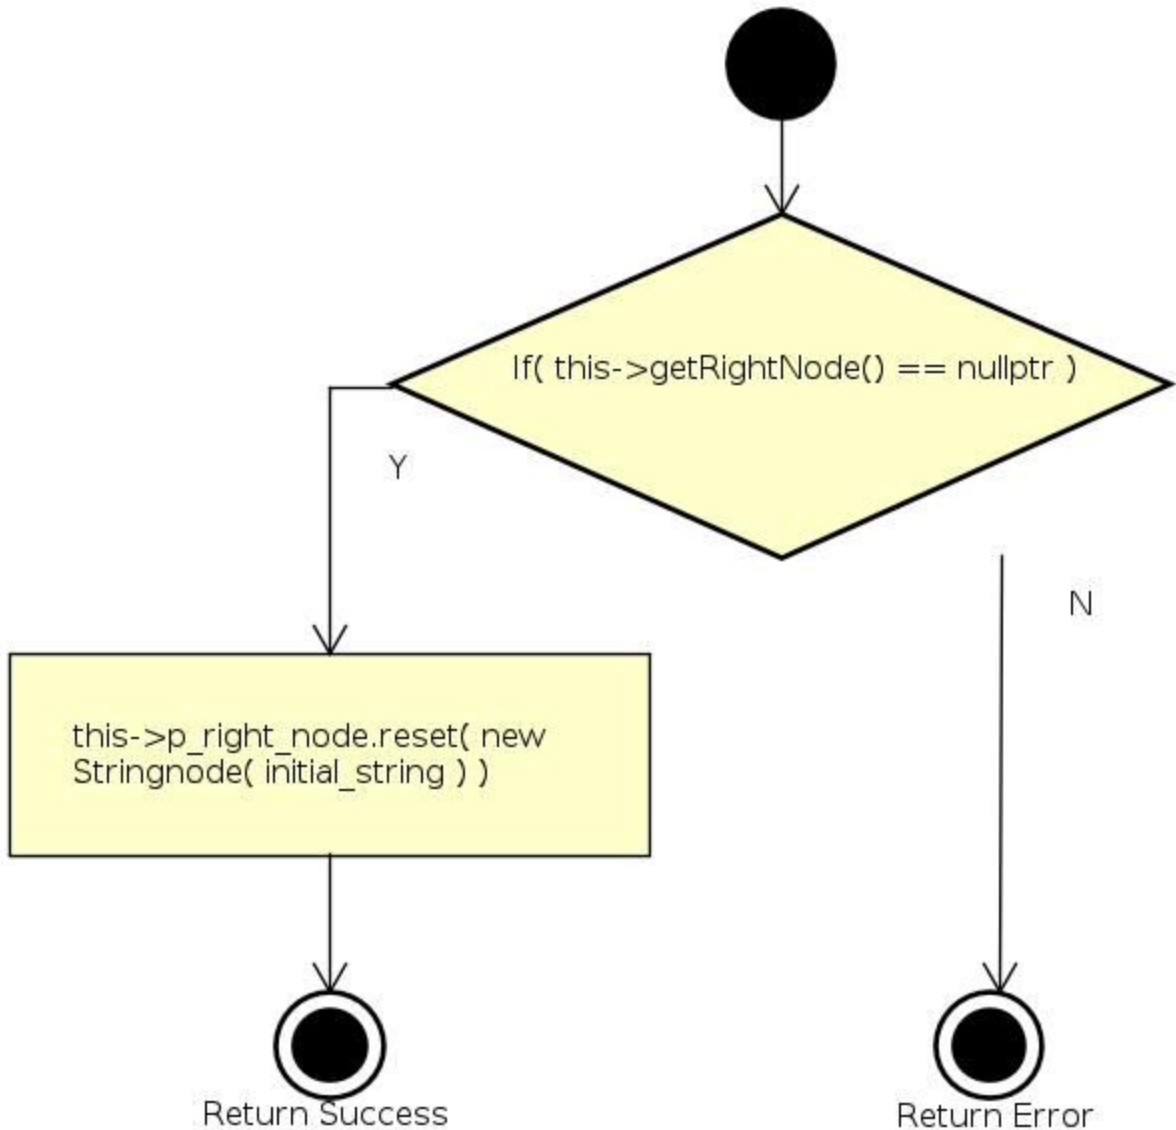 If( this->getRightNode() == nullptr )
Y
N
this->p_right_node.reset( new
Stringnode( initial_string ) )
Return Success
Return Error